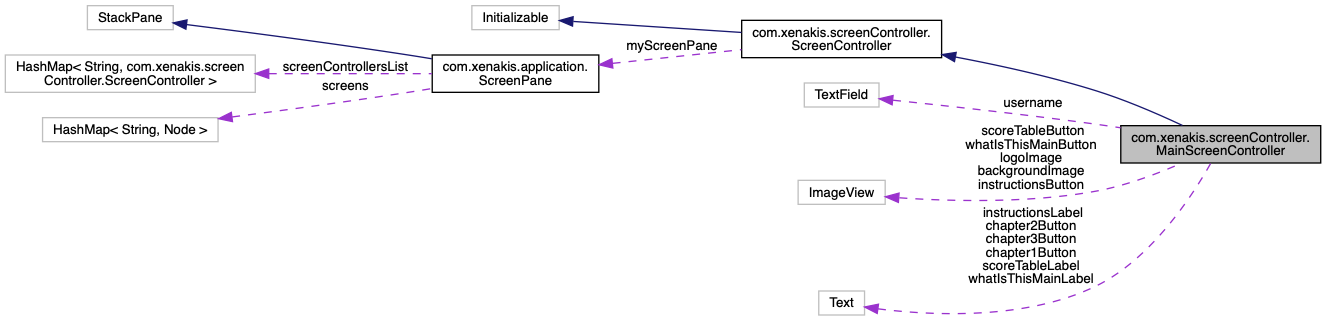 StackPane
HashMap< String, com.xenakis.screen
Controller.ScreenController >
HashMap< String, Node >
screenControllersList
screens
com.xenakis.application.
ScreenPane
Initializable
myScreenPane
com.xenakis.screenController.
ScreenController
TextField
username
scoreTableButton
whatIsThisMainButton
logoImage
backgroundImage
instructionsButton
ImageView
instructionsLabel
chapter2Button
chapter3Button
chapter1Button
scoreTableLabel
whatIsThisMainLabel
Text
com.xenakis.screenController.
MainScreenController